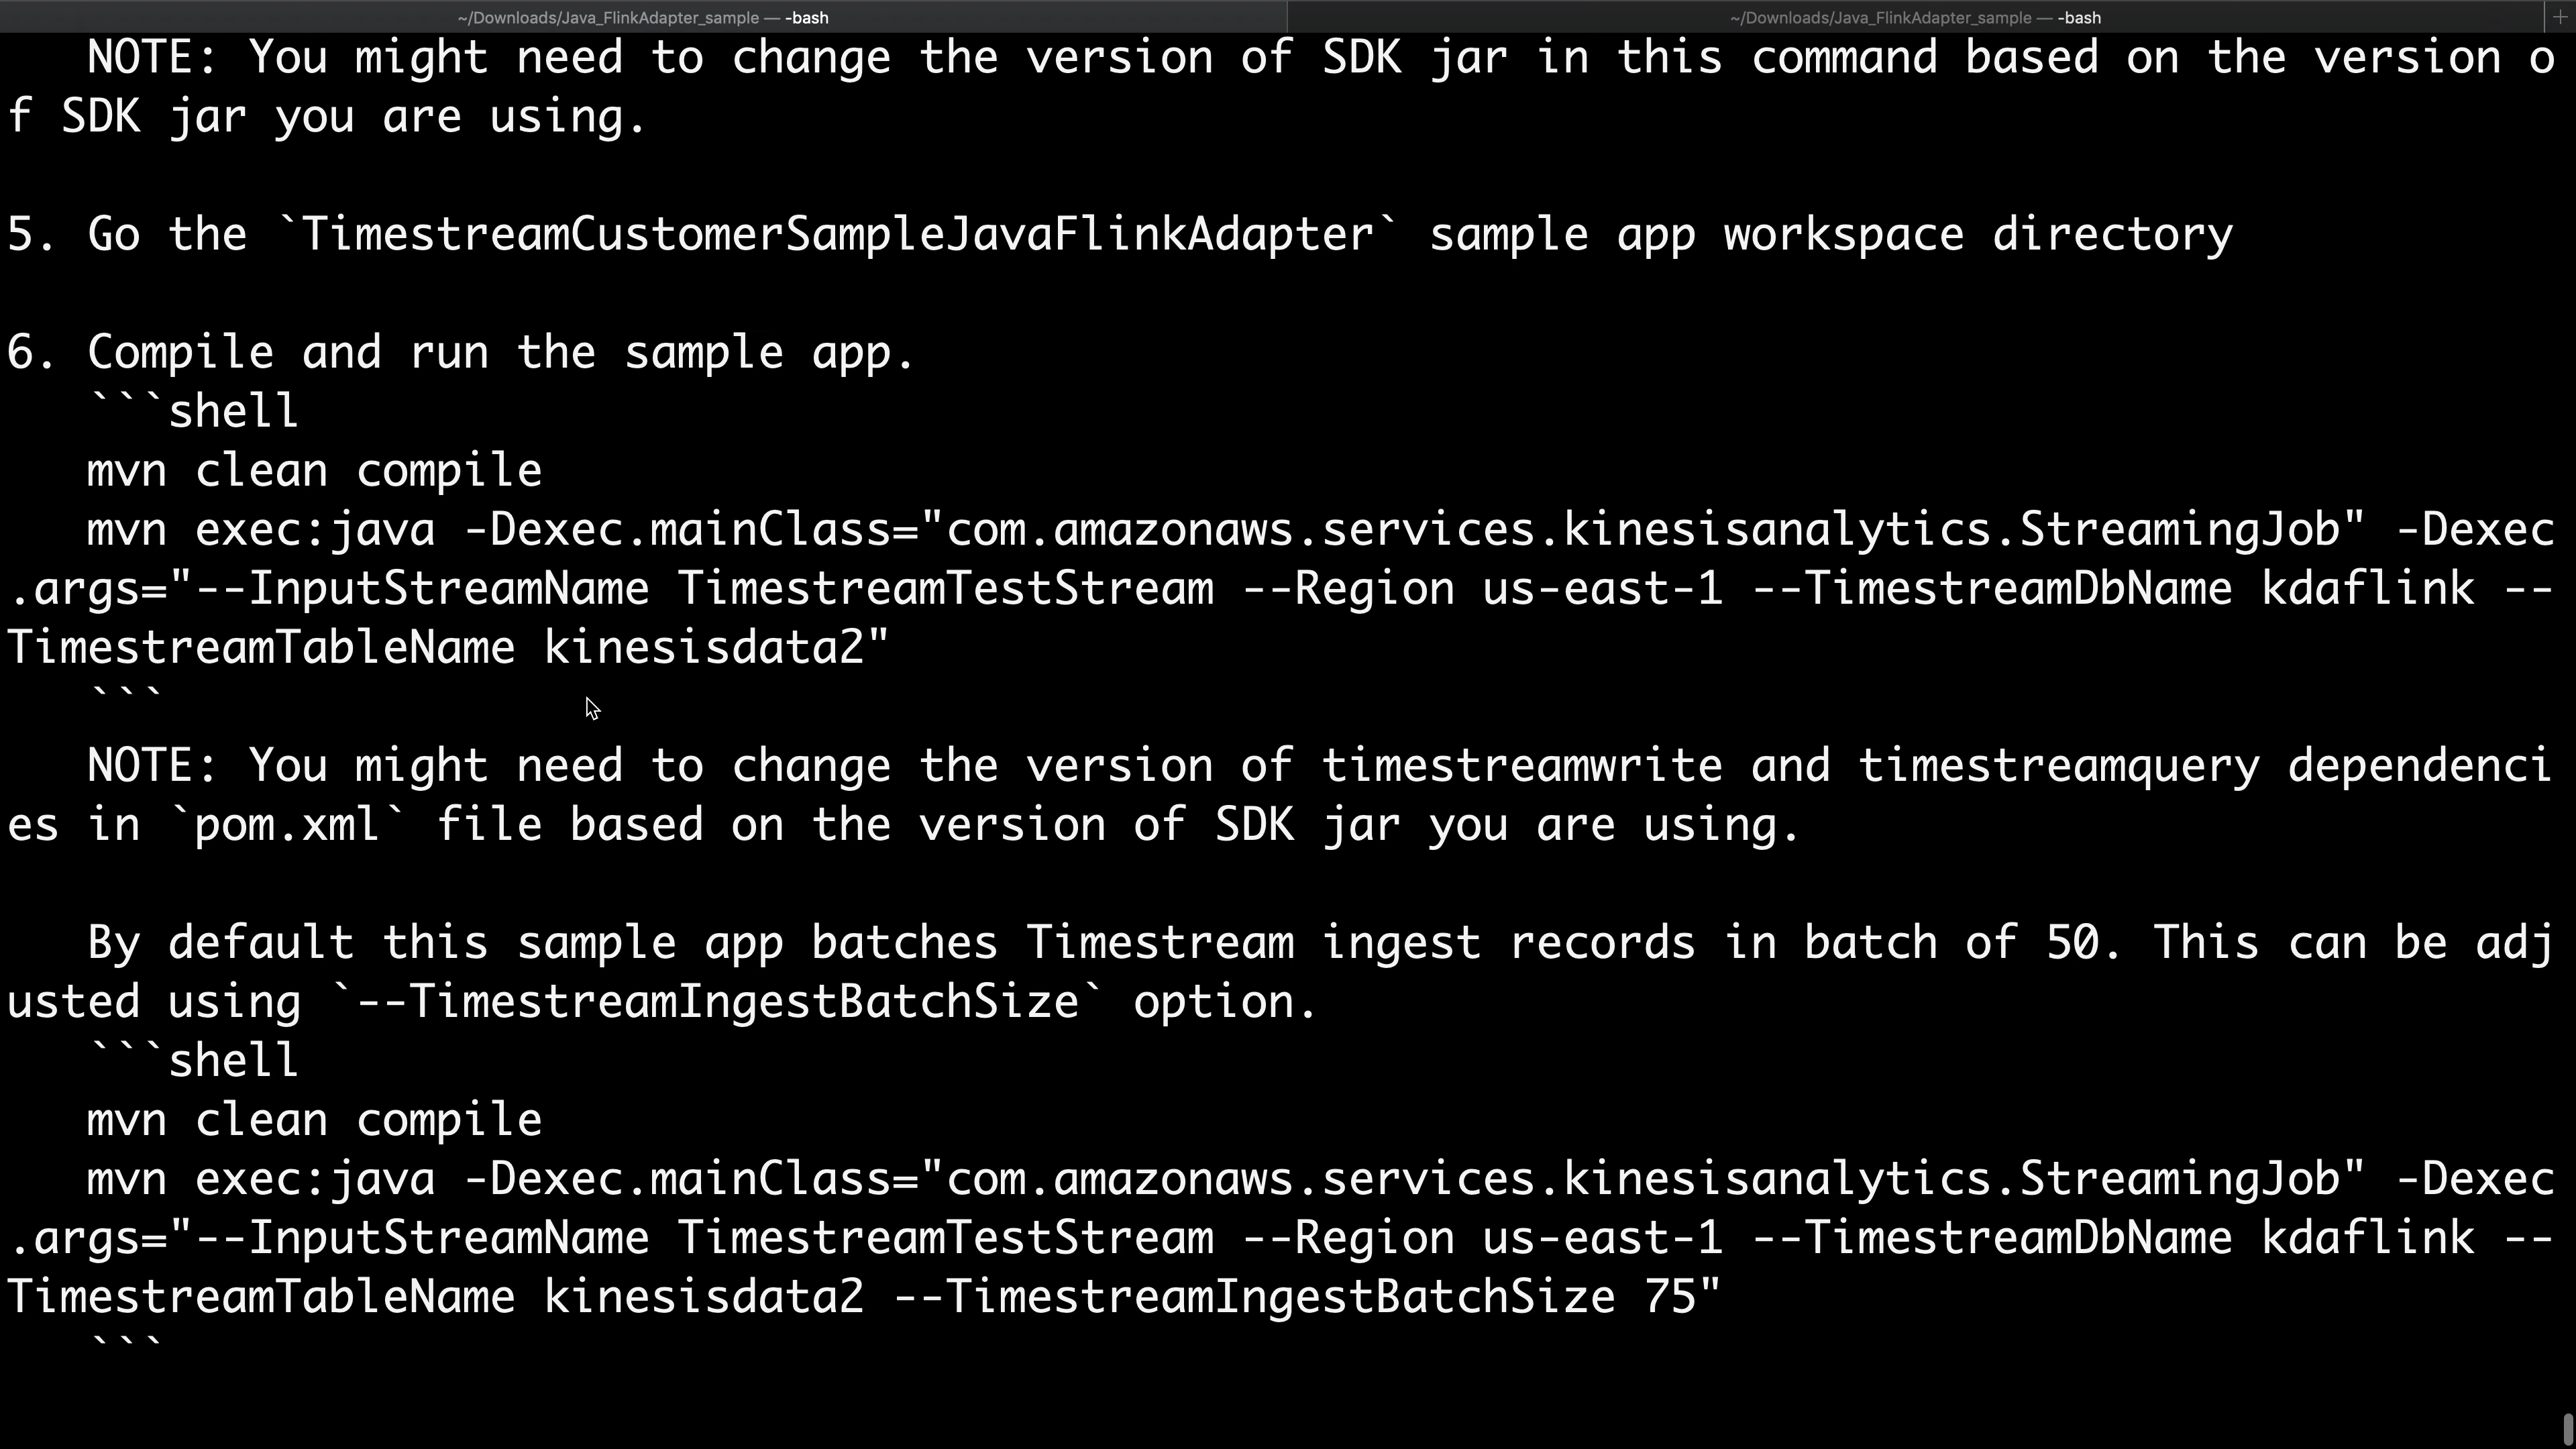 ~/Downloads/Java_FlinkAdapter_sample — -bash
~/Downloads/Java_FlinkAdapter_sample — -bash
NOTE: You might need to change the version of SDK jar in this command based on the version o
f SDK jar you are using.
5. Go the `TimestreamCustomerSampleJavaFlinkAdapter` sample app workspace directory
6. Compile and run the sample app.
```shell
mvn clean compile
mvn exec:java -Dexec.mainClass="com.amazonaws.services.kinesisanalytics.StreamingJob" -Dexec
.args="--InputStreamName TimestreamTestStream --Region us-east-1 --TimestreamDbName kdaflink --
TimestreamTableName kinesisdata2"
```
NOTE: You might need to change the version of timestreamwrite and timestreamquery dependenci
es in `pom.xml` file based on the version of SDK jar you are using.
By default this sample app batches Timestream ingest records in batch of 50. This can be adj
usted using `--TimestreamIngestBatchSize` option.
```shell
mvn clean compile
mvn exec:java -Dexec.mainClass="com.amazonaws.services.kinesisanalytics.StreamingJob" -Dexec
.args="--InputStreamName TimestreamTestStream --Region us-east-1 --TimestreamDbName kdaflink --
TimestreamTableName kinesisdata2 --TimestreamIngestBatchSize 75"
```